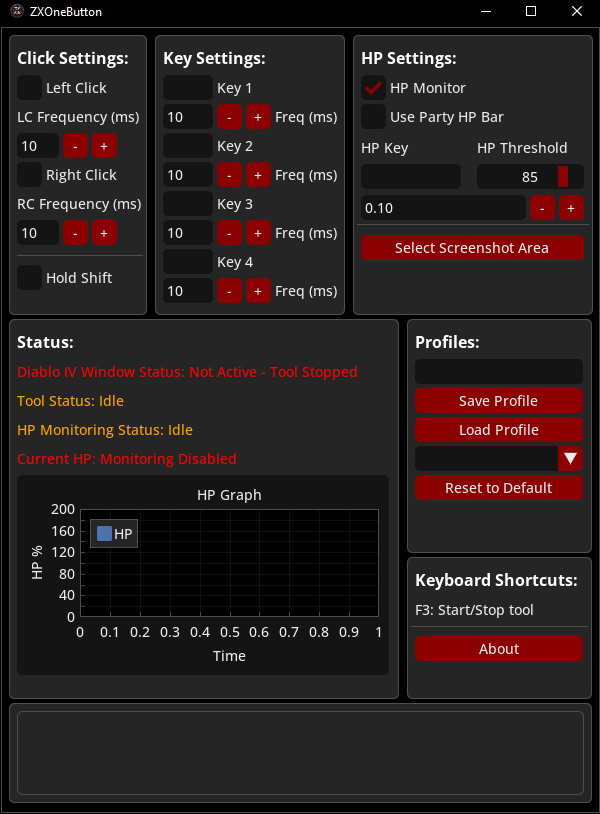 ZXOneButton
Click Settings:
Left Click
LC Frequency (ms)
10 - +
Right Click
RC Frequency (ms)
10 - +
Hold Shift
Key Settings:
Key 1
10 - + Freq (ms)
Key 2
10 - + Freq (ms)
Key 3
10 - + Freq (ms)
Key 4
10 - + Freq (ms)
HP Settings:
HP Monitor
Use Party HP Bar
HP Key HP Threshold
85
0.10 - +
Select Screenshot Area
Status:
Diablo IV Window Status: Not Active - Tool Stopped
Tool Status: Idle
HP Monitoring Status: Idle
Current HP: Monitoring Disabled
HP Graph
HP
HP %
200
160
120
80
40
0
0 0.1 0.2 0.3 0.4 0.5 0.6 0.7 0.8 0.9 1
Time
Profiles:
Save Profile
Load Profile
Reset to Default
Keyboard Shortcuts:
F3: Start/Stop tool
About